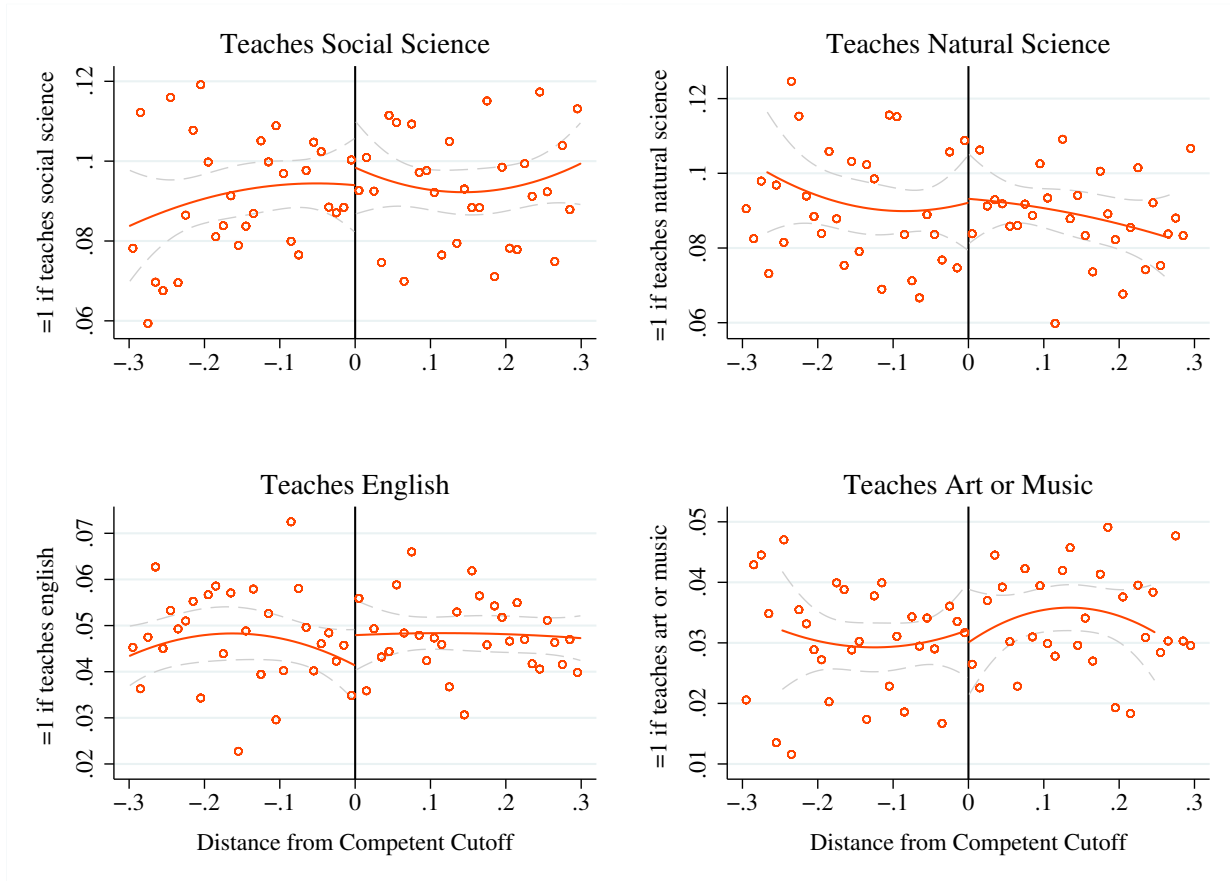 Teaches Social Science
=1 if teaches social science
.12
.1
.08
.06
−.3 −.2 −.1 0 .1 .2 .3
Teaches Natural Science
=1 if teaches natural science
.12
.1
.08
.06
−.3 −.2 −.1 0 .1 .2 .3
Teaches English
=1 if teaches english
.07
.06
.05
.04
.03
.02
−.3 −.2 −.1 0 .1 .2 .3
Distance from Competent Cutoff
Teaches Art or Music
=1 if teaches art or music
.05
.04
.03
.02
.01
−.3 −.2 −.1 0 .1 .2 .3
Distance from Competent Cutoff